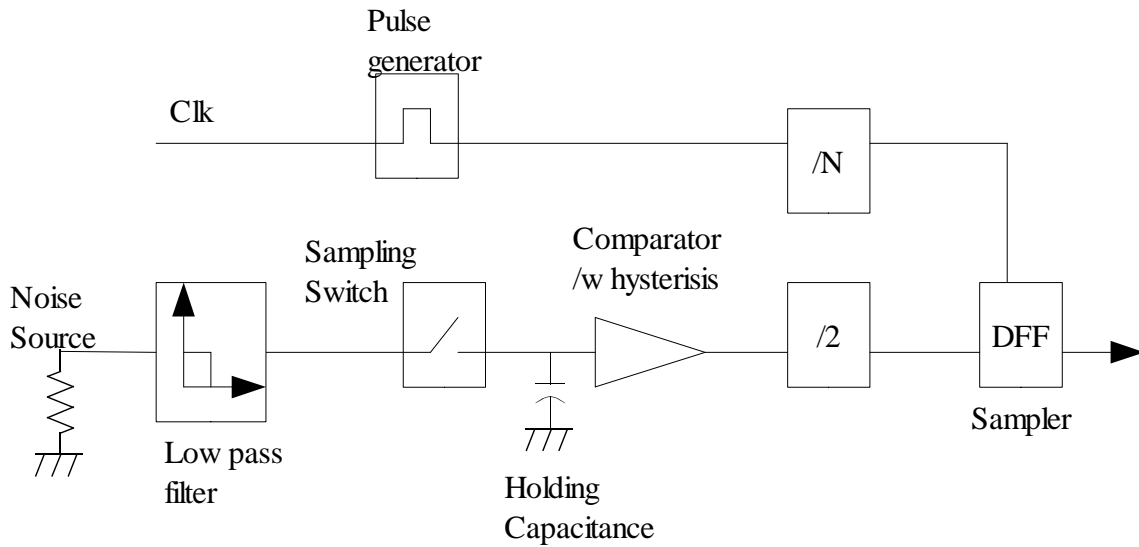 Pulse
generator
Clk
/N
Sampling
Switch
Comparator
/w hysterisis
Noise
Source
/2
DFF
Sampler
Low pass
filter
Holding
Capacitance